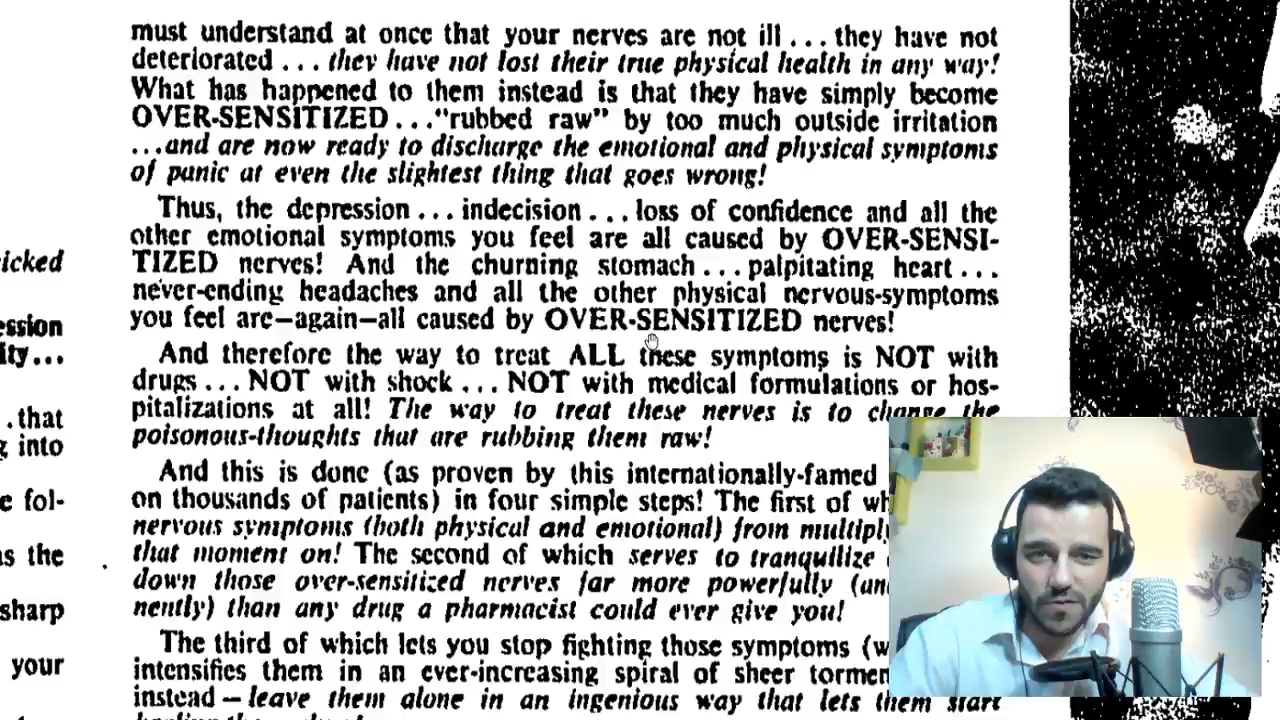 must understand at once that your nerves are not ill... they have not
deteriorated... they have not lost their true physical health in any way!
What has happened to them instead is that they have simply become
OVER-SENSITIZED..."rubbed raw" by too much outside irritation
...and are now ready to discharge the emotional and physical symptoms
of panic at even the slightest thing that goes wrong!
Thus, the depression... indecision... loss of confidence and all the
other emotional symptoms you feel are all caused by OVER-SENSI-
TIZED nerves! And the churning stomach... palpitating heart...
never-ending headaches and all the other physical nervous-symptoms
you feel are—again—all caused by OVER-SENSITIZED nerves!
And therefore the way to treat ALL these symptoms is NOT with
drugs... NOT with shock... NOT with medical formulations or hos-
pitalizations at all! The way to treat these nerves is to change the
poisonous-thoughts that are rubbing them raw!
And this is done (as proven by this internationally-famed
on thousands of patients) in four simple steps! The first of wh
nervous symptoms (both physical and emotional) from multiply
that moment on! The second of which serves to tranquilize
down those over-sensitized nerves far more powerfully (an
nently) than any drug a pharmacist could ever give you!
The third of which lets you stop fighting those symptoms (w
intensifies them in an ever-increasing spiral of sheer tormen
instead — leave them alone in an ingenious way that lets them start
icked
ession
ity...
.that
g into
e fol-
as the
sharp
your